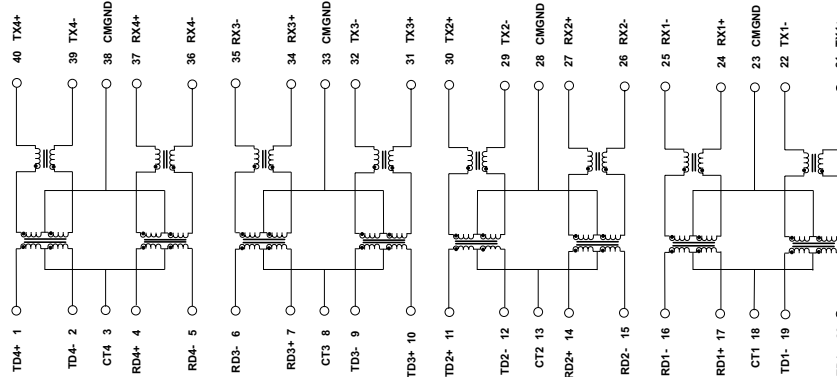 40 TX4+
39 TX4-
38 CMGND
37 RX4+
36 RX4-
35 RX3-
34 RX3+
33 CMGND
32 TX3-
31 TX3+
30 TX2+
29 TX2-
28 CMGND
27 RX2+
26 RX2-
25 RX1-
24 RX1+
23 CMGND
22 TX1-
TD4+ 1
TD4- 2
CT4 3
RD4+ 4
RD4- 5
RD3- 6
RD3+ 7
CT3 8
TD3- 9
TD3+ 10
TD2+ 11
TD2- 12
CT2 13
RD2+ 14
RD2- 15
RD1- 16
RD1+ 17
CT1 18
TD1- 19